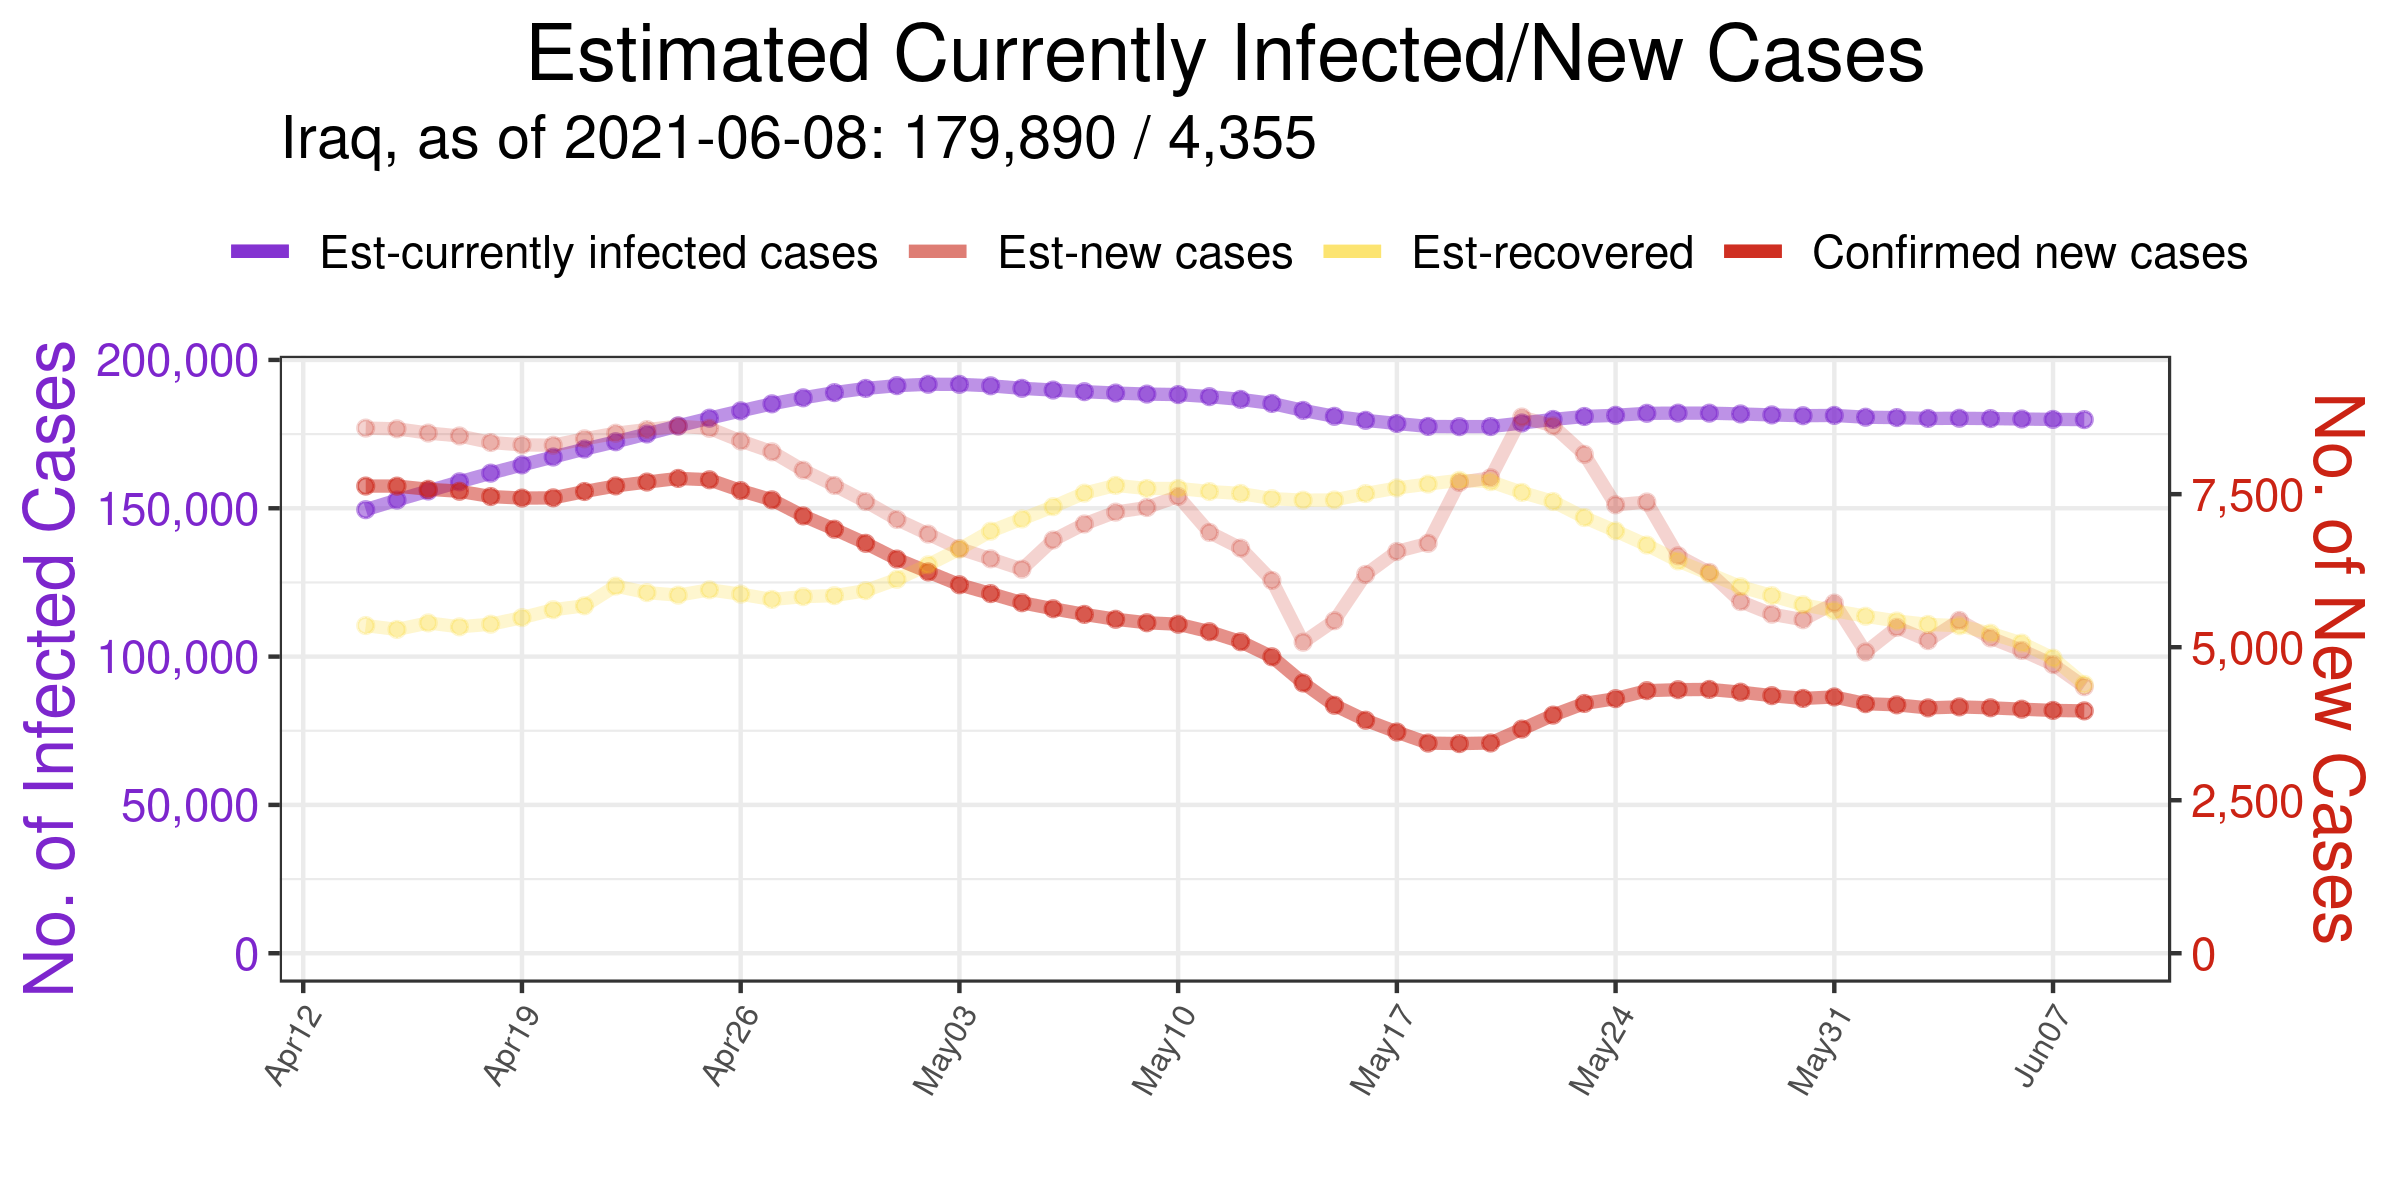 Estimated Currently Infected/New Cases
Iraq, as of 2021-06-08: 179,890 / 4,355
Est-currently infected cases Est-new cases Est-recovered Confirmed new cases
No. of Infected Cases
200,000
150,000
100,000
50,000
0
7,500
5,000
2,500
0
No. of New Cases
Apr12 Apr19 Apr26 May03 May10 May17 May24 May31 Jun07